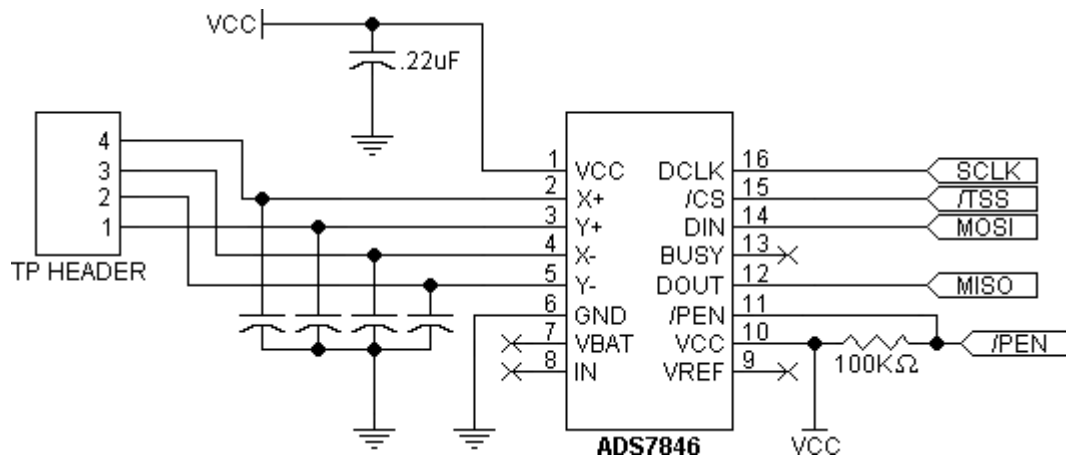 VCC
.22uF
4
3
2
1
TP HEADER
1 VCC DCLK 16 SCLK
2 X+ /CS 15 /TSS
3 Y+ DIN 14 MOSI
4 X- BUSY 13
5 Y- DOUT 12 MISO
6 GND /PEN 11
7 VBAT VCC 10 /PEN
8 IN VREF 9
100KΩ
ADS7846
VCC